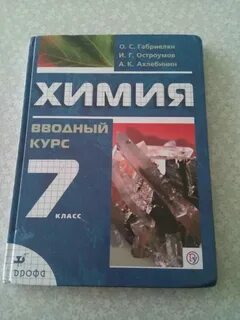 О. С. Габриелян
И. Г. Остроумов
А. К. Ахлебинин
ХИМИЯ
ВВОДНЫЙ
КУРС
7
КЛАСС
ДРОФА